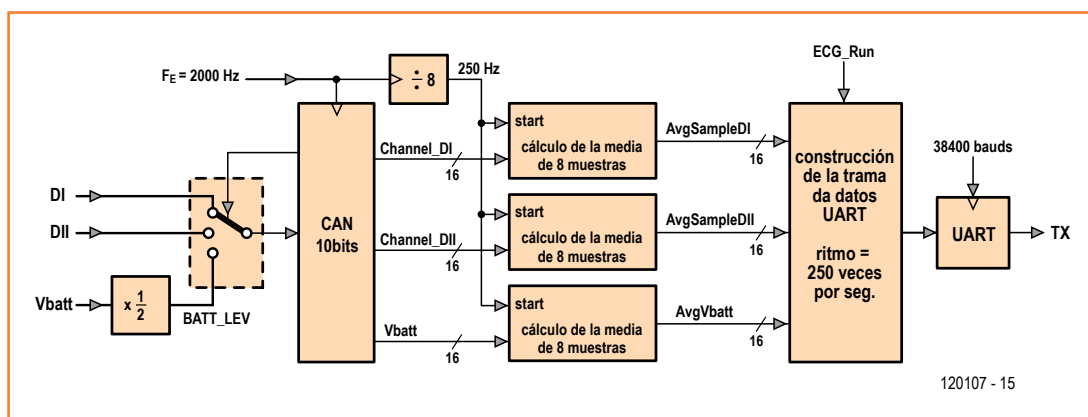 ECG_Run
F_E = 2000 Hz
÷ 8
250 Hz
start
cálculo de la media
de 8 muestras
AvgSampleDI
16
Channel_DI
16
38400 bauds
construcción
de la trama
da datos
UART
ritmo =
250 veces
por seg.
DI
DII
CAN
10bits
start
cálculo de la media
de 8 muestras
AvgSampleDII
16
Channel_DII
16
UART
TX
Vbatt
x 1/2
BATT_LEV
Vbatt
16
start
cálculo de la media
de 8 muestras
AvgVbatt
16
120107 - 15